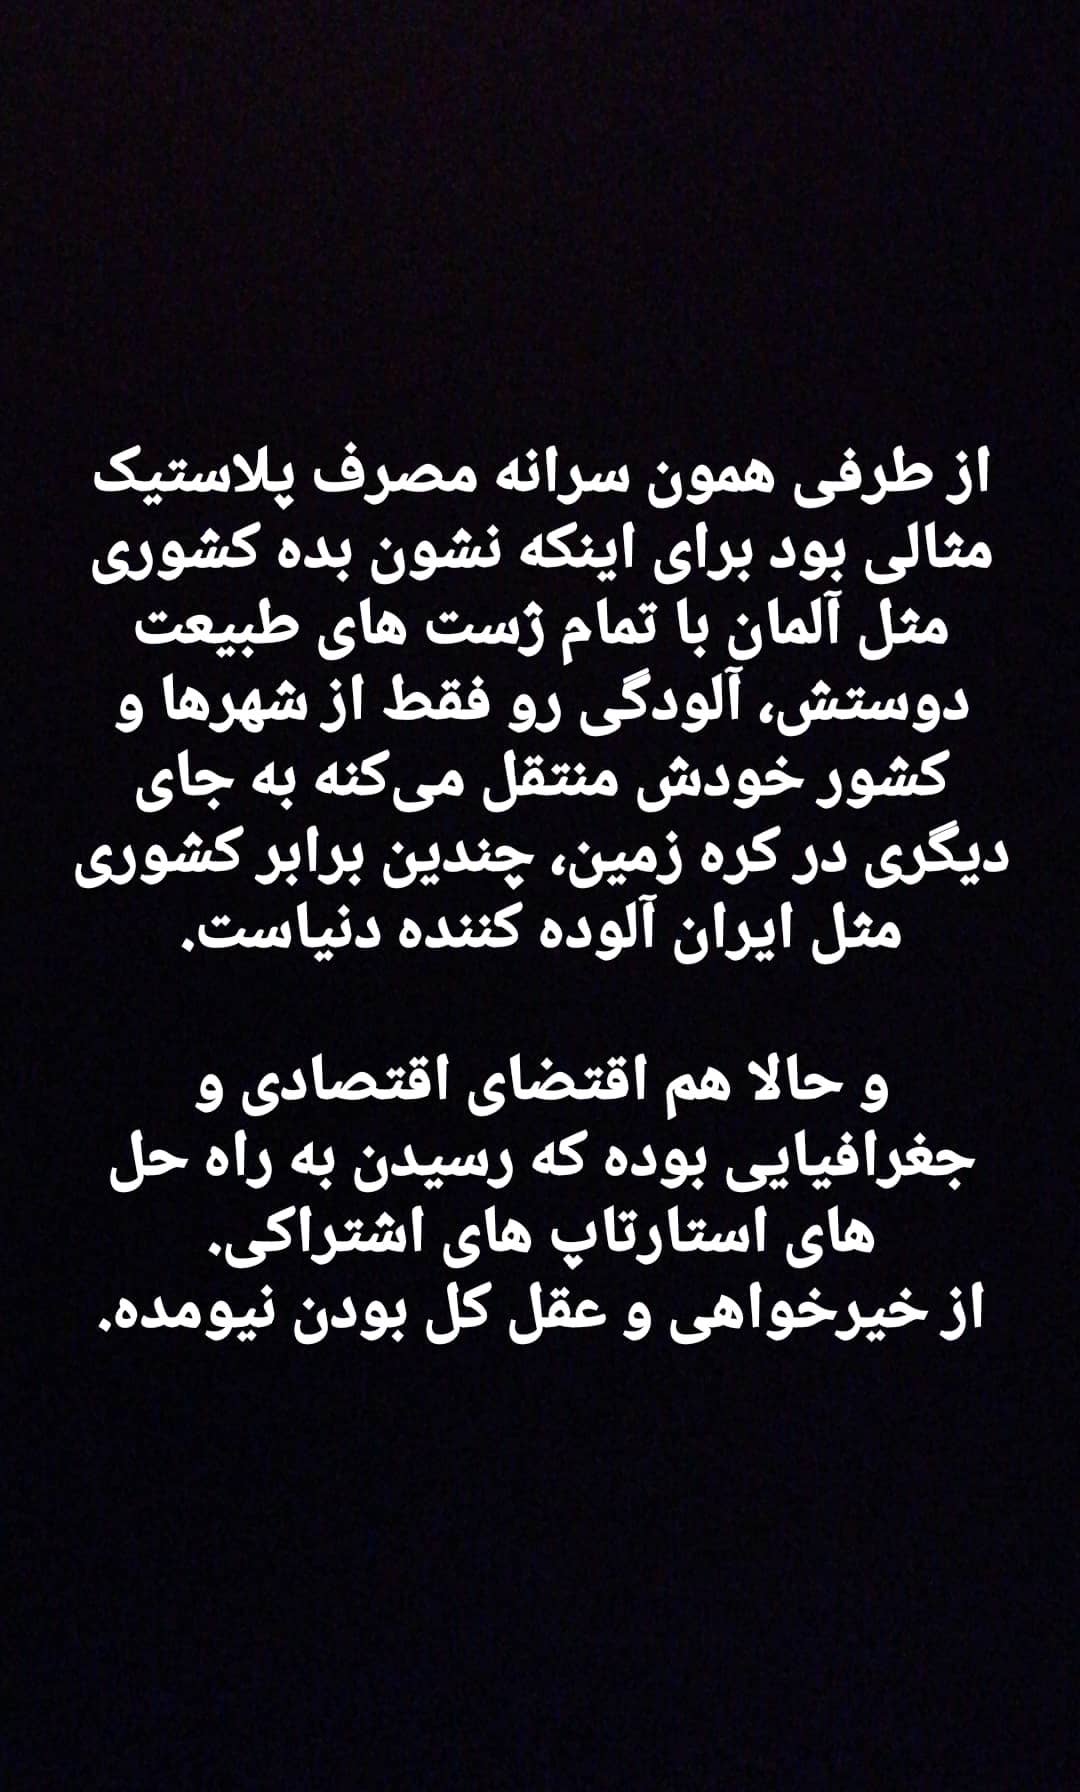 از طرفی همون سرانه مصرف پلاستیک
مثالی بود برای اینکه نشون بده کشوری
مثل آلمان با تمام ژست های طبیعت
دوستش، آلودگی رو فقط از شهرها و
کشور خودش منتقل می‌کنه به جای
دیگری در کره زمین، چندین برابر کشوری
مثل ایران آلوده کننده دنیاست.
و حالا هم اقتضای اقتصادی و
جغرافیایی بوده که رسیدن به راه حل
های استارتاپ های اشتراکی.
از خیرخواهی و عقل کل بودن نیومده.